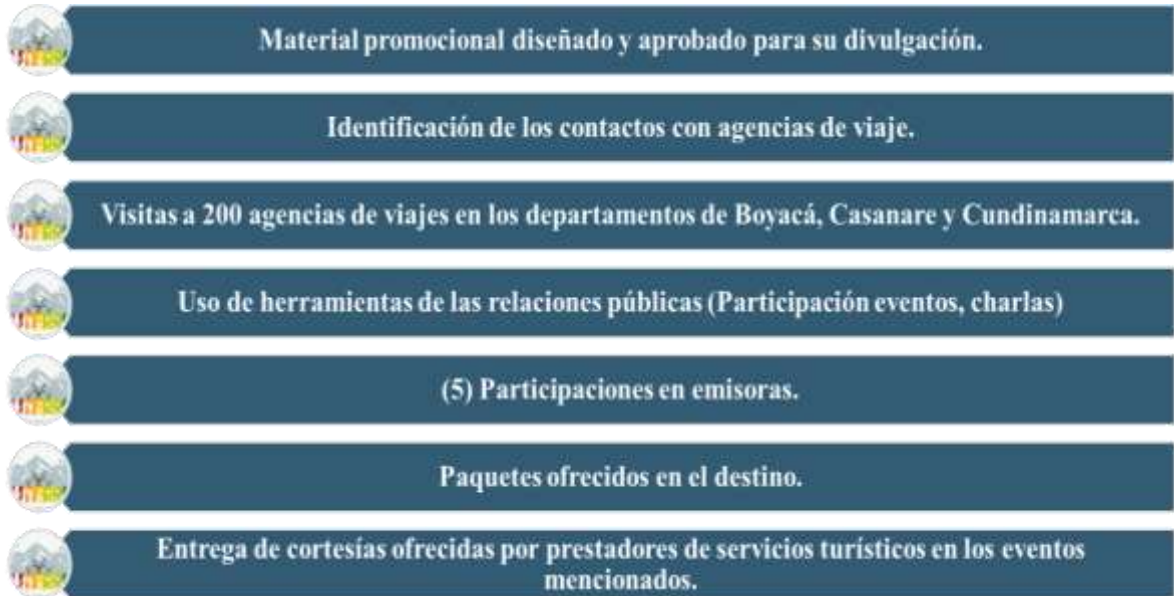 Material promocional diseñado y aprobado para su divulgación.
Identificación de los contactos con agencias de viaje.
Visitas a 200 agencias de viajes en los departamentos de Boyacá, Casanare y Cundinamarca.
Uso de herramientas de las relaciones públicas (Participación eventos, charlas)
(5) Participaciones en emisoras.
Paquetes ofrecidos en el destino.
Entrega de cortesías ofrecidas por prestadores de servicios turísticos en los eventos
mencionados.